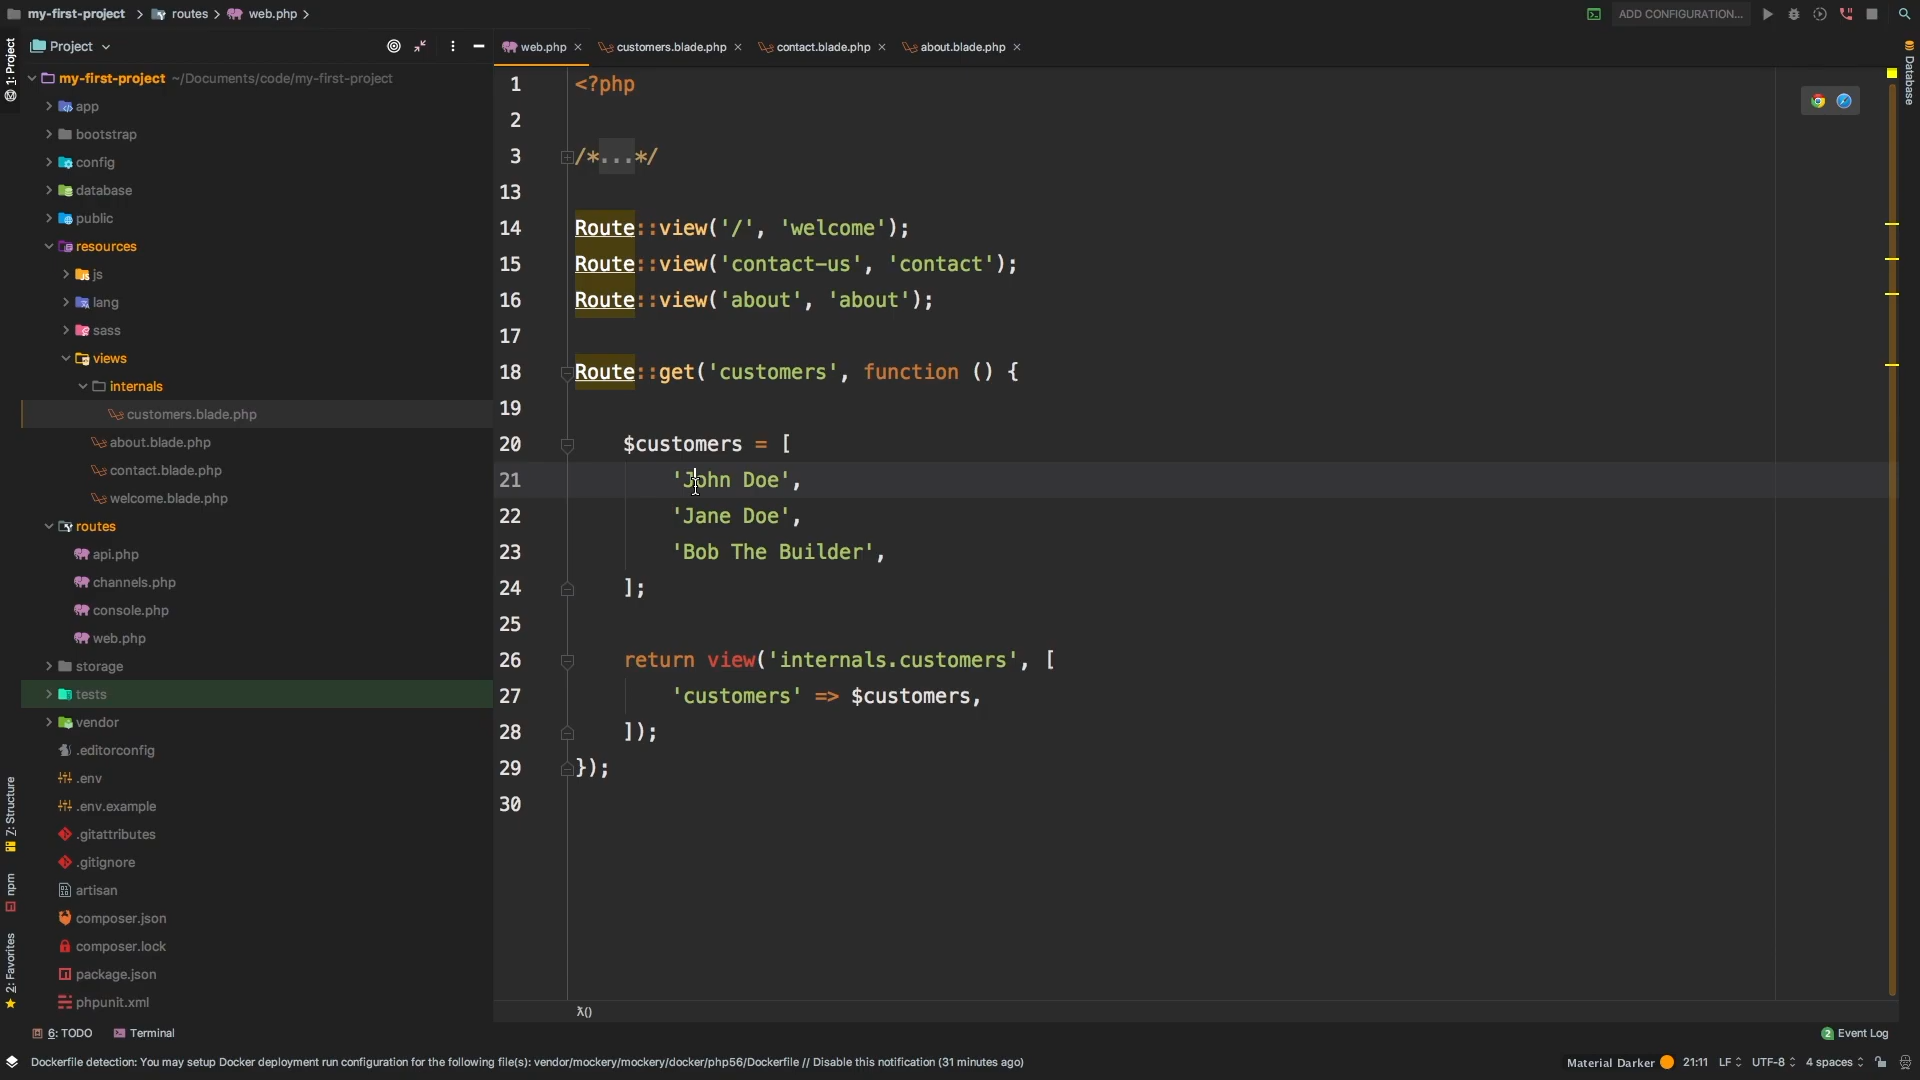 my-first-project
routes
web.php
ADD CONFIGURATION...
1: Project
Project
web.php
customers.blade.php
contact.blade.php
about.blade.php
Database
my-first-project ~/Documents/code/my-first-project
app
bootstrap
config
database
public
resources
js
lang
sass
views
internals
customers.blade.php
about.blade.php
contact.blade.php
welcome.blade.php
routes
api.php
channels.php
console.php
web.php
storage
tests
vendor
.editorconfig
.env
.env.example
.gitattributes
.gitignore
artisan
composer.json
composer.lock
package.json
phpunit.xml
Z: Structure
npm
2: Favorites
1 <?php
2
3 /*...*/
13
14 Route::view('/', 'welcome');
15 Route::view('contact-us', 'contact');
16 Route::view('about', 'about');
17
18 Route::get('customers', function () {
19
20 $customers = [
21 'John Doe',
22 'Jane Doe',
23 'Bob The Builder',
24 ];
25
26 return view('internals.customers', [
27 'customers' => $customers,
28 ]);
29 });
30
λ()
6: TODO
Terminal
2 Event Log
Dockerfile detection: You may setup Docker deployment run configuration for the following file(s): vendor/mockery/mockery/docker/php56/Dockerfile // Disable this notification (31 minutes ago)
Material Darker
21:11
LF
UTF-8
4 spaces